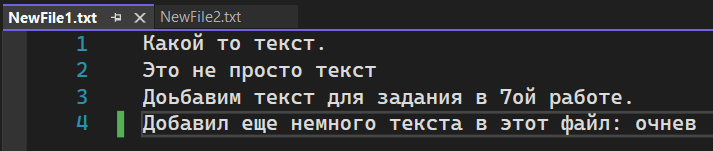 NewFile1.txt NewFile2.txt
1 Какой то текст.
2 Это не просто текст
3 Доьбавим текст для задания в 7ой работе.
4 Добавил еще немного текста в этот файл: очнев